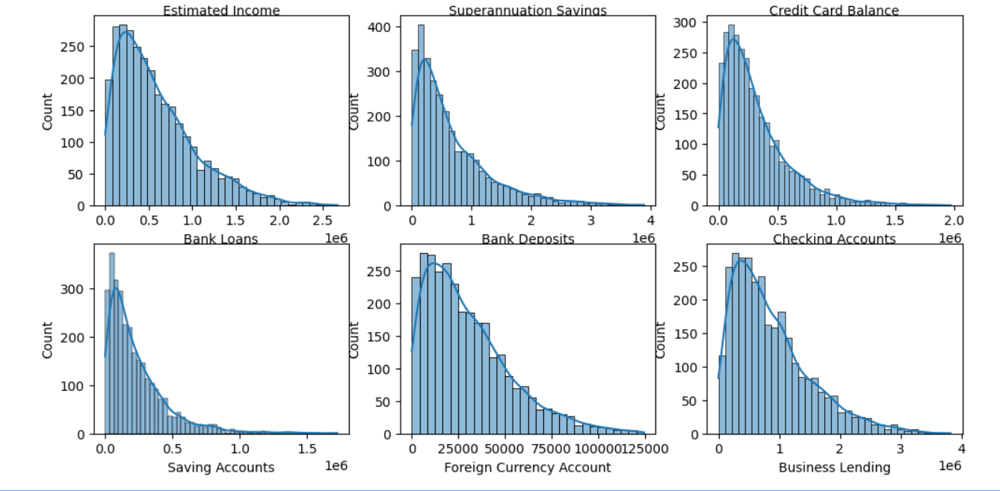 Estimated Income
Superannuation Savings
Credit Card Balance
Count
250
200
150
100
50
0
0.0 0.5 1.0 1.5 2.0 2.5
1e6
Count
400
300
200
100
0
0 1 2 3 4
1e6
Count
300
250
200
150
100
50
0
0.0 0.5 1.0 1.5 2.0
1e6
Bank Loans
Bank Deposits
Checking Accounts
Count
300
200
100
0
0.0 0.5 1.0 1.5
Saving Accounts
1e6
Count
250
200
150
100
50
0
0 25000 50000 75000 100000 125000
Foreign Currency Account
Count
250
200
150
100
50
0
0 1 2 3 4
Business Lending
1e6